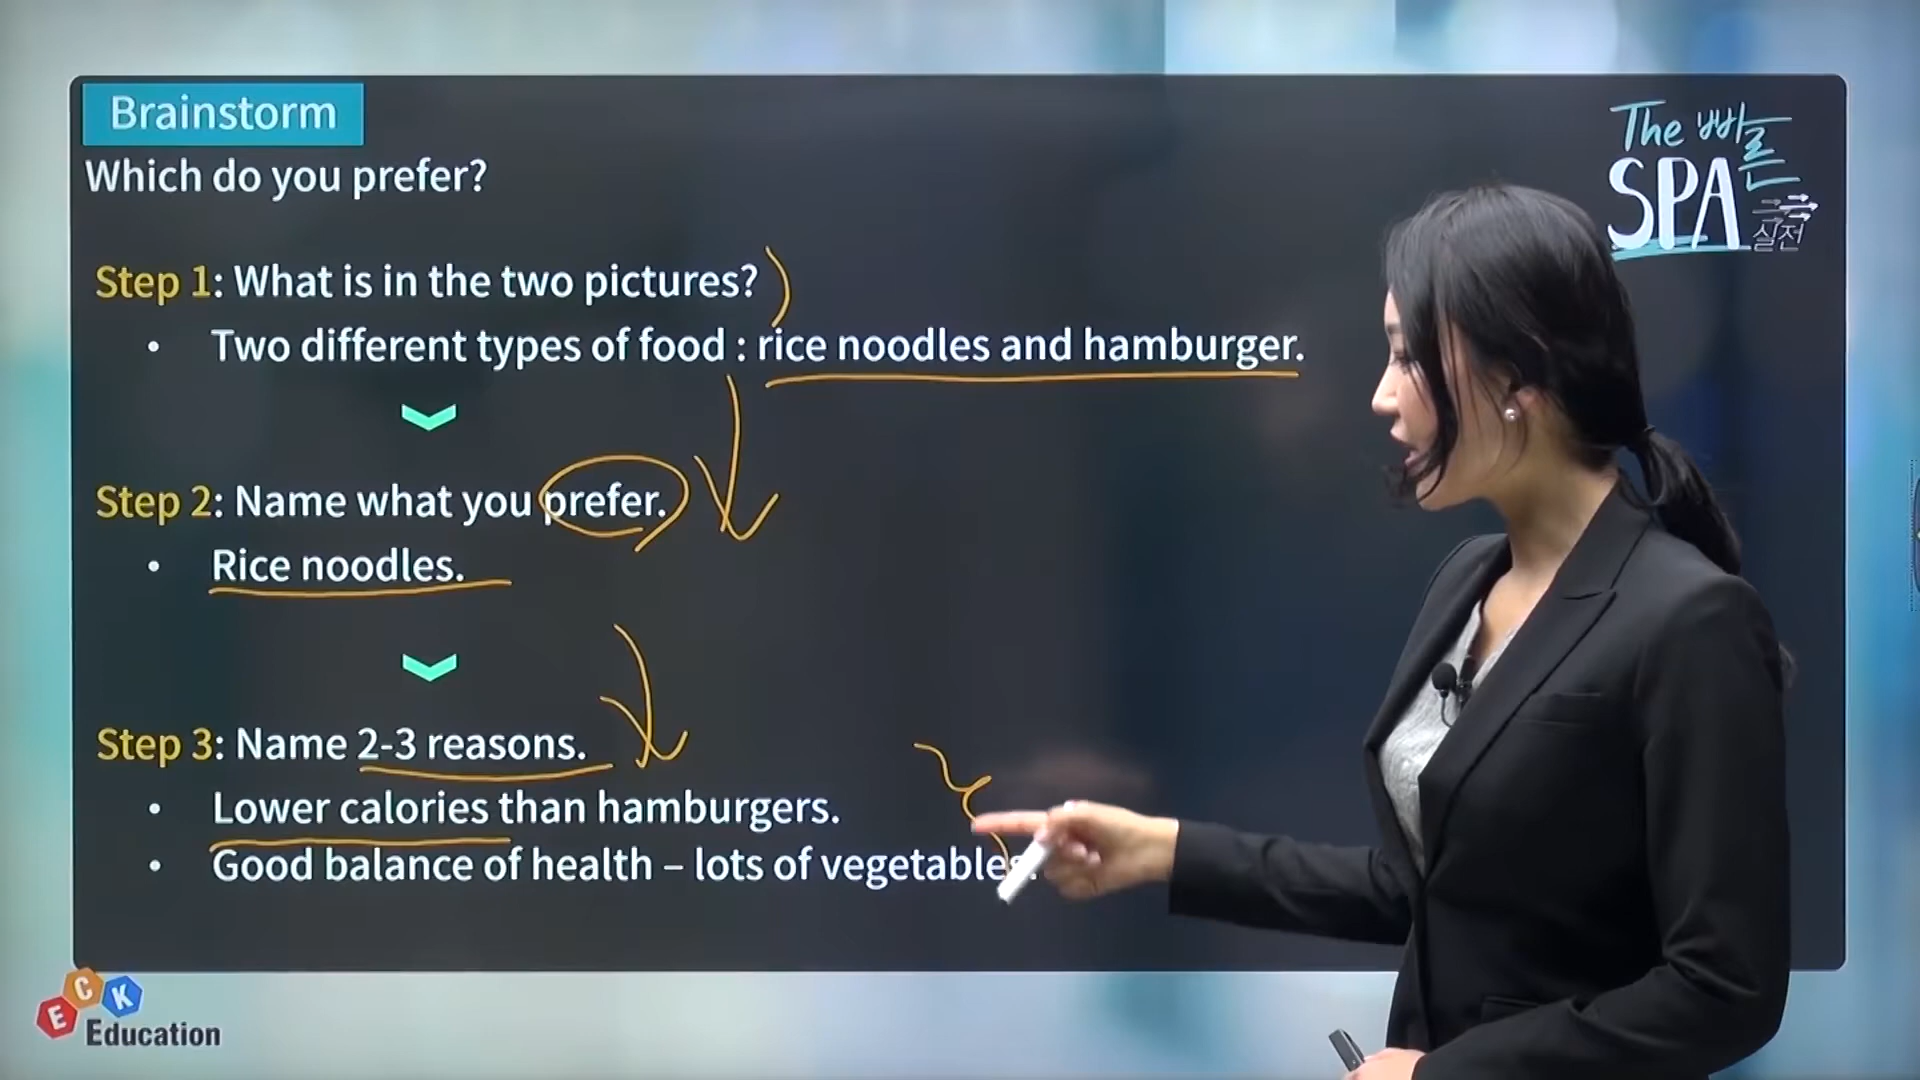 Brainstorm
Which do you prefer?
Step 1: What is in the two pictures?
• Two different types of food : rice noodles and hamburger.
Step 2: Name what you prefer.
• Rice noodles.
Step 3: Name 2-3 reasons.
• Lower calories than hamburgers.
• Good balance of health – lots of vegetables.
The 빠른
SPA
실전
ECK
Education